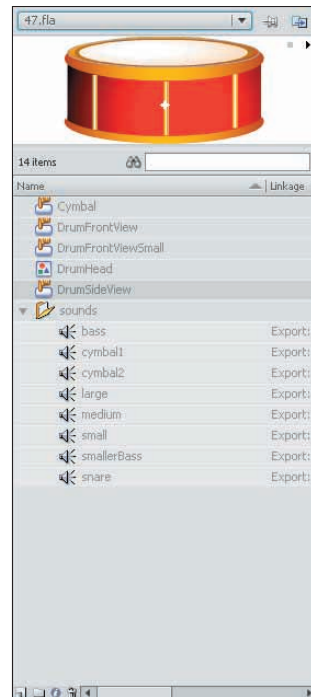 47.fla
14 items
Name Linkage
Cymbal
DrumFrontView
DrumFrontViewSmall
DrumHead
DrumSideView
sounds
bass Export:
cymbal1 Export:
cymbal2 Export:
large Export:
medium Export:
small Export:
smallerBass Export:
snare Export: